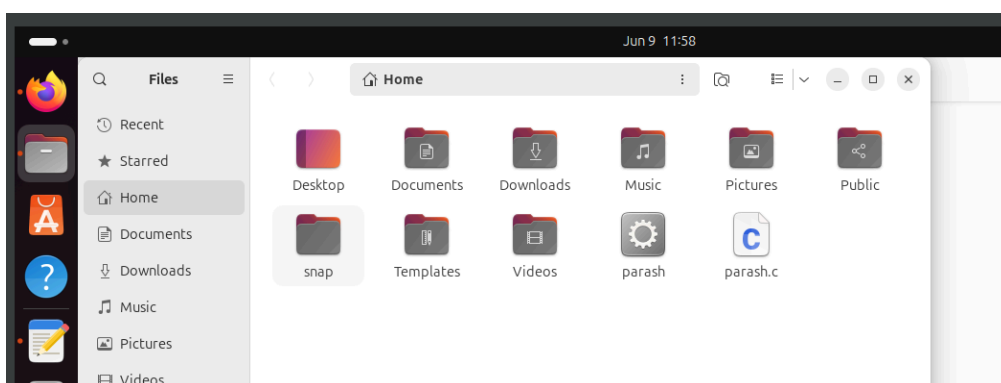 Jun 9 11:58
Files
Home
Recent
Starred
Home
Documents
Downloads
Music
Pictures
Videos
Desktop
Documents
Downloads
Music
Pictures
Public
snap
Templates
Videos
parash
parash.c